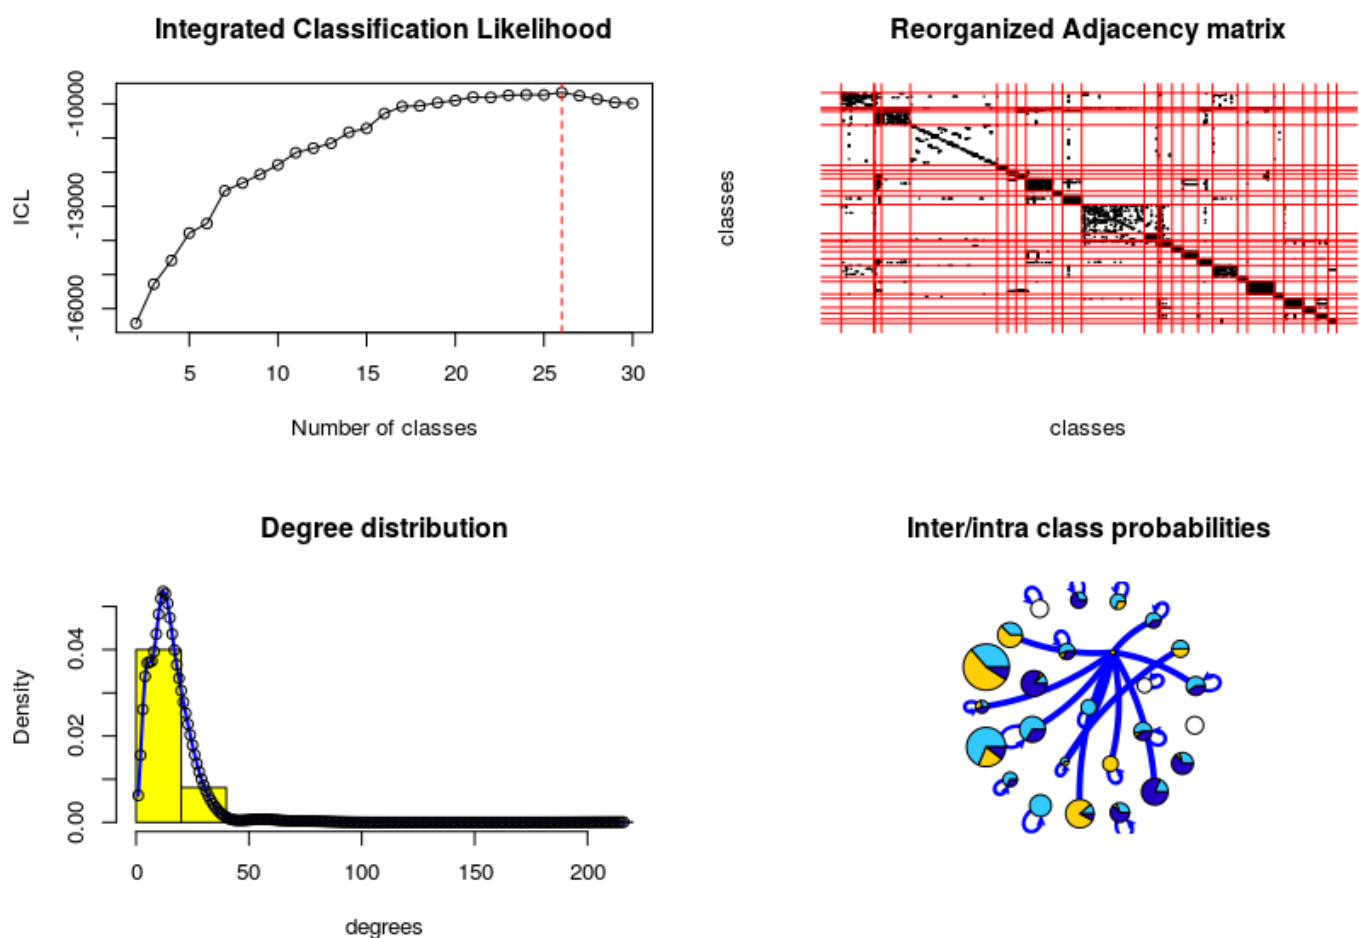 Integrated Classification Likelihood
ICL
-10000
-13000
-16000
5 10 15 20 25 30
Number of classes
Reorganized Adjacency matrix
classes
classes
Degree distribution
Density
0.04
0.02
0.00
0 50 100 150 200
degrees
Inter/intra class probabilities